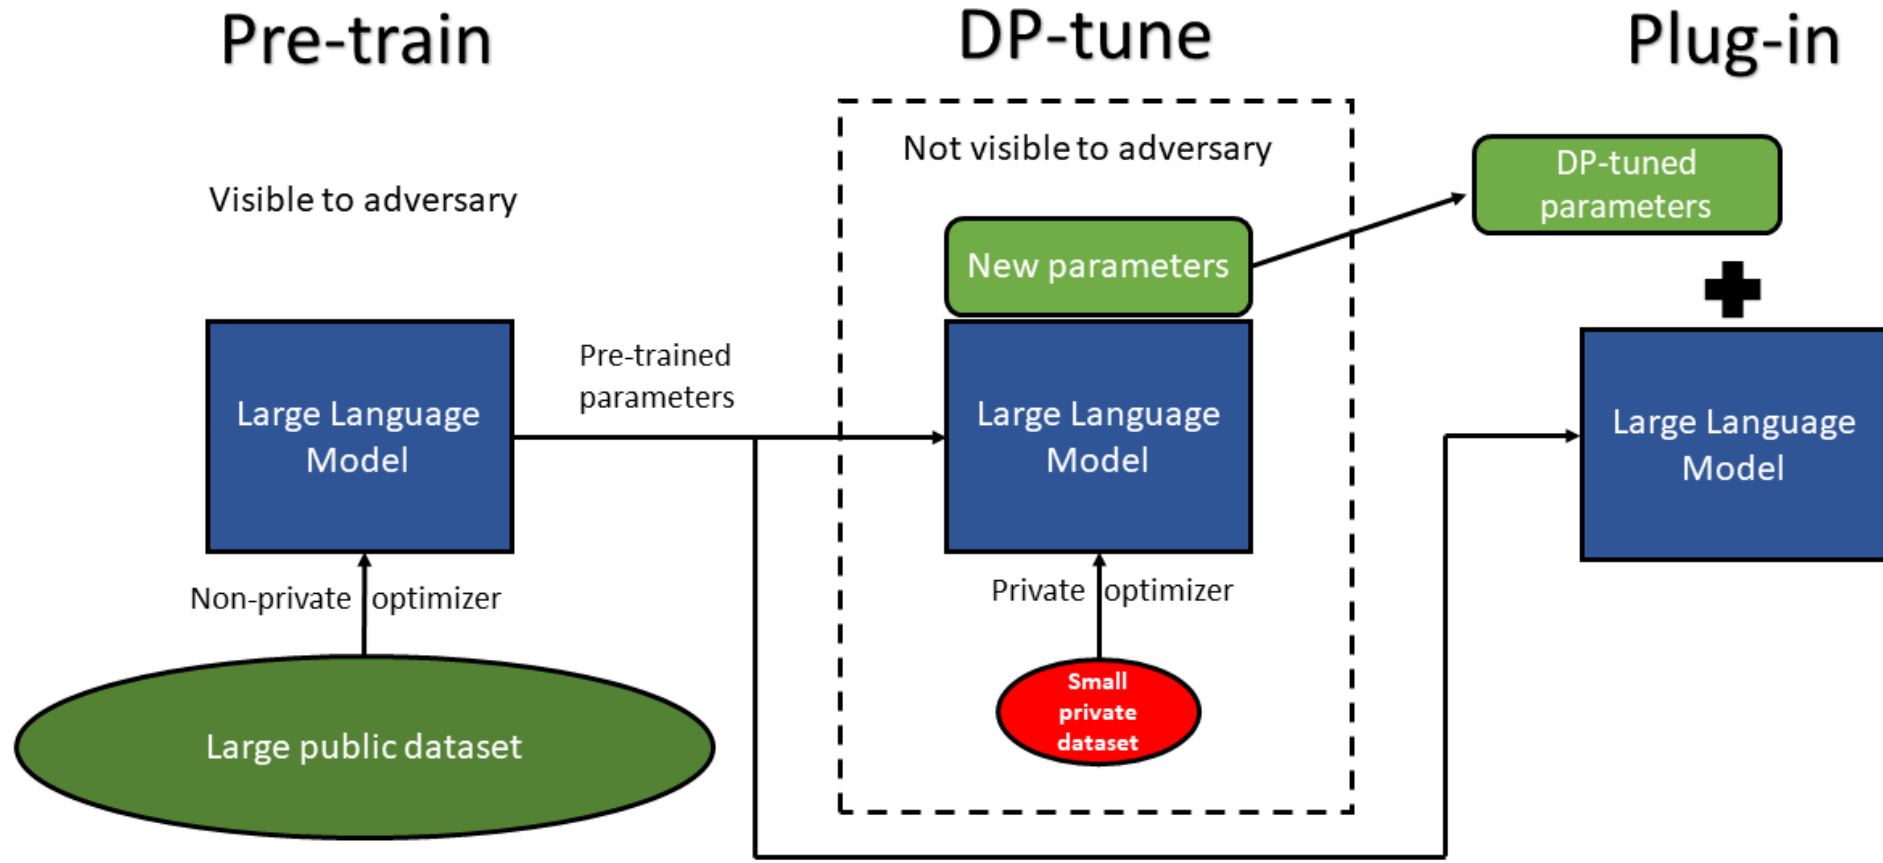 Pre-train
DP-tune
Plug-in
Visible to adversary
Not visible to adversary
New parameters
DP-tuned
parameters
Large Language
Model
Pre-trained
parameters
Large Language
Model
Large Language
Model
Non-private optimizer
Private optimizer
Large public dataset
Small
private
dataset